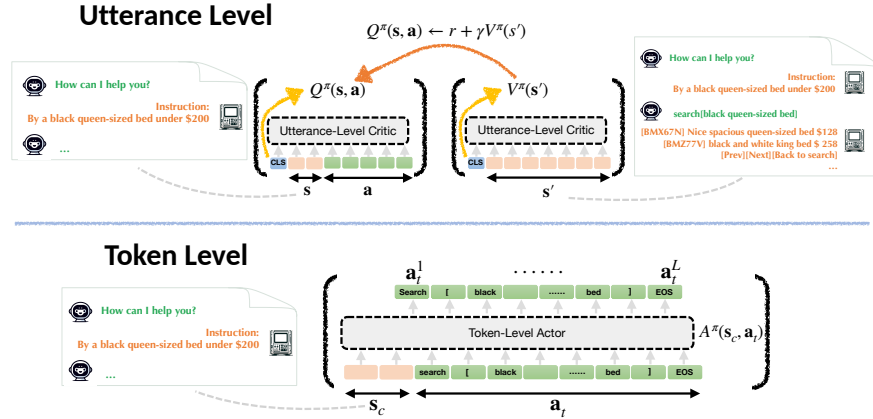 Utterance Level
Q^π(s, a) ← r + γV^π(s′)
How can I help you?
Instruction:
By a black queen-sized bed under $200
...
Q^π(s, a)
Utterance-Level Critic
CLS
s
a
V^π(s′)
Utterance-Level Critic
CLS
s′
How can I help you?
Instruction:
By a black queen-sized bed under $200
search[black queen-sized bed]
[BMX67N] Nice spacious queen-sized bed $128
[BMZ77V] black and white king bed $ 258
[Prev][Next][Back to search]
...
Token Level
How can I help you?
Instruction:
By a black queen-sized bed under $200
...
a_t^1 ...... a_t^L
Search [ black ...... bed ] EOS
Token-Level Actor
A^π(s_c, a_t)
search [ black ...... bed ] EOS
s_c
a_t